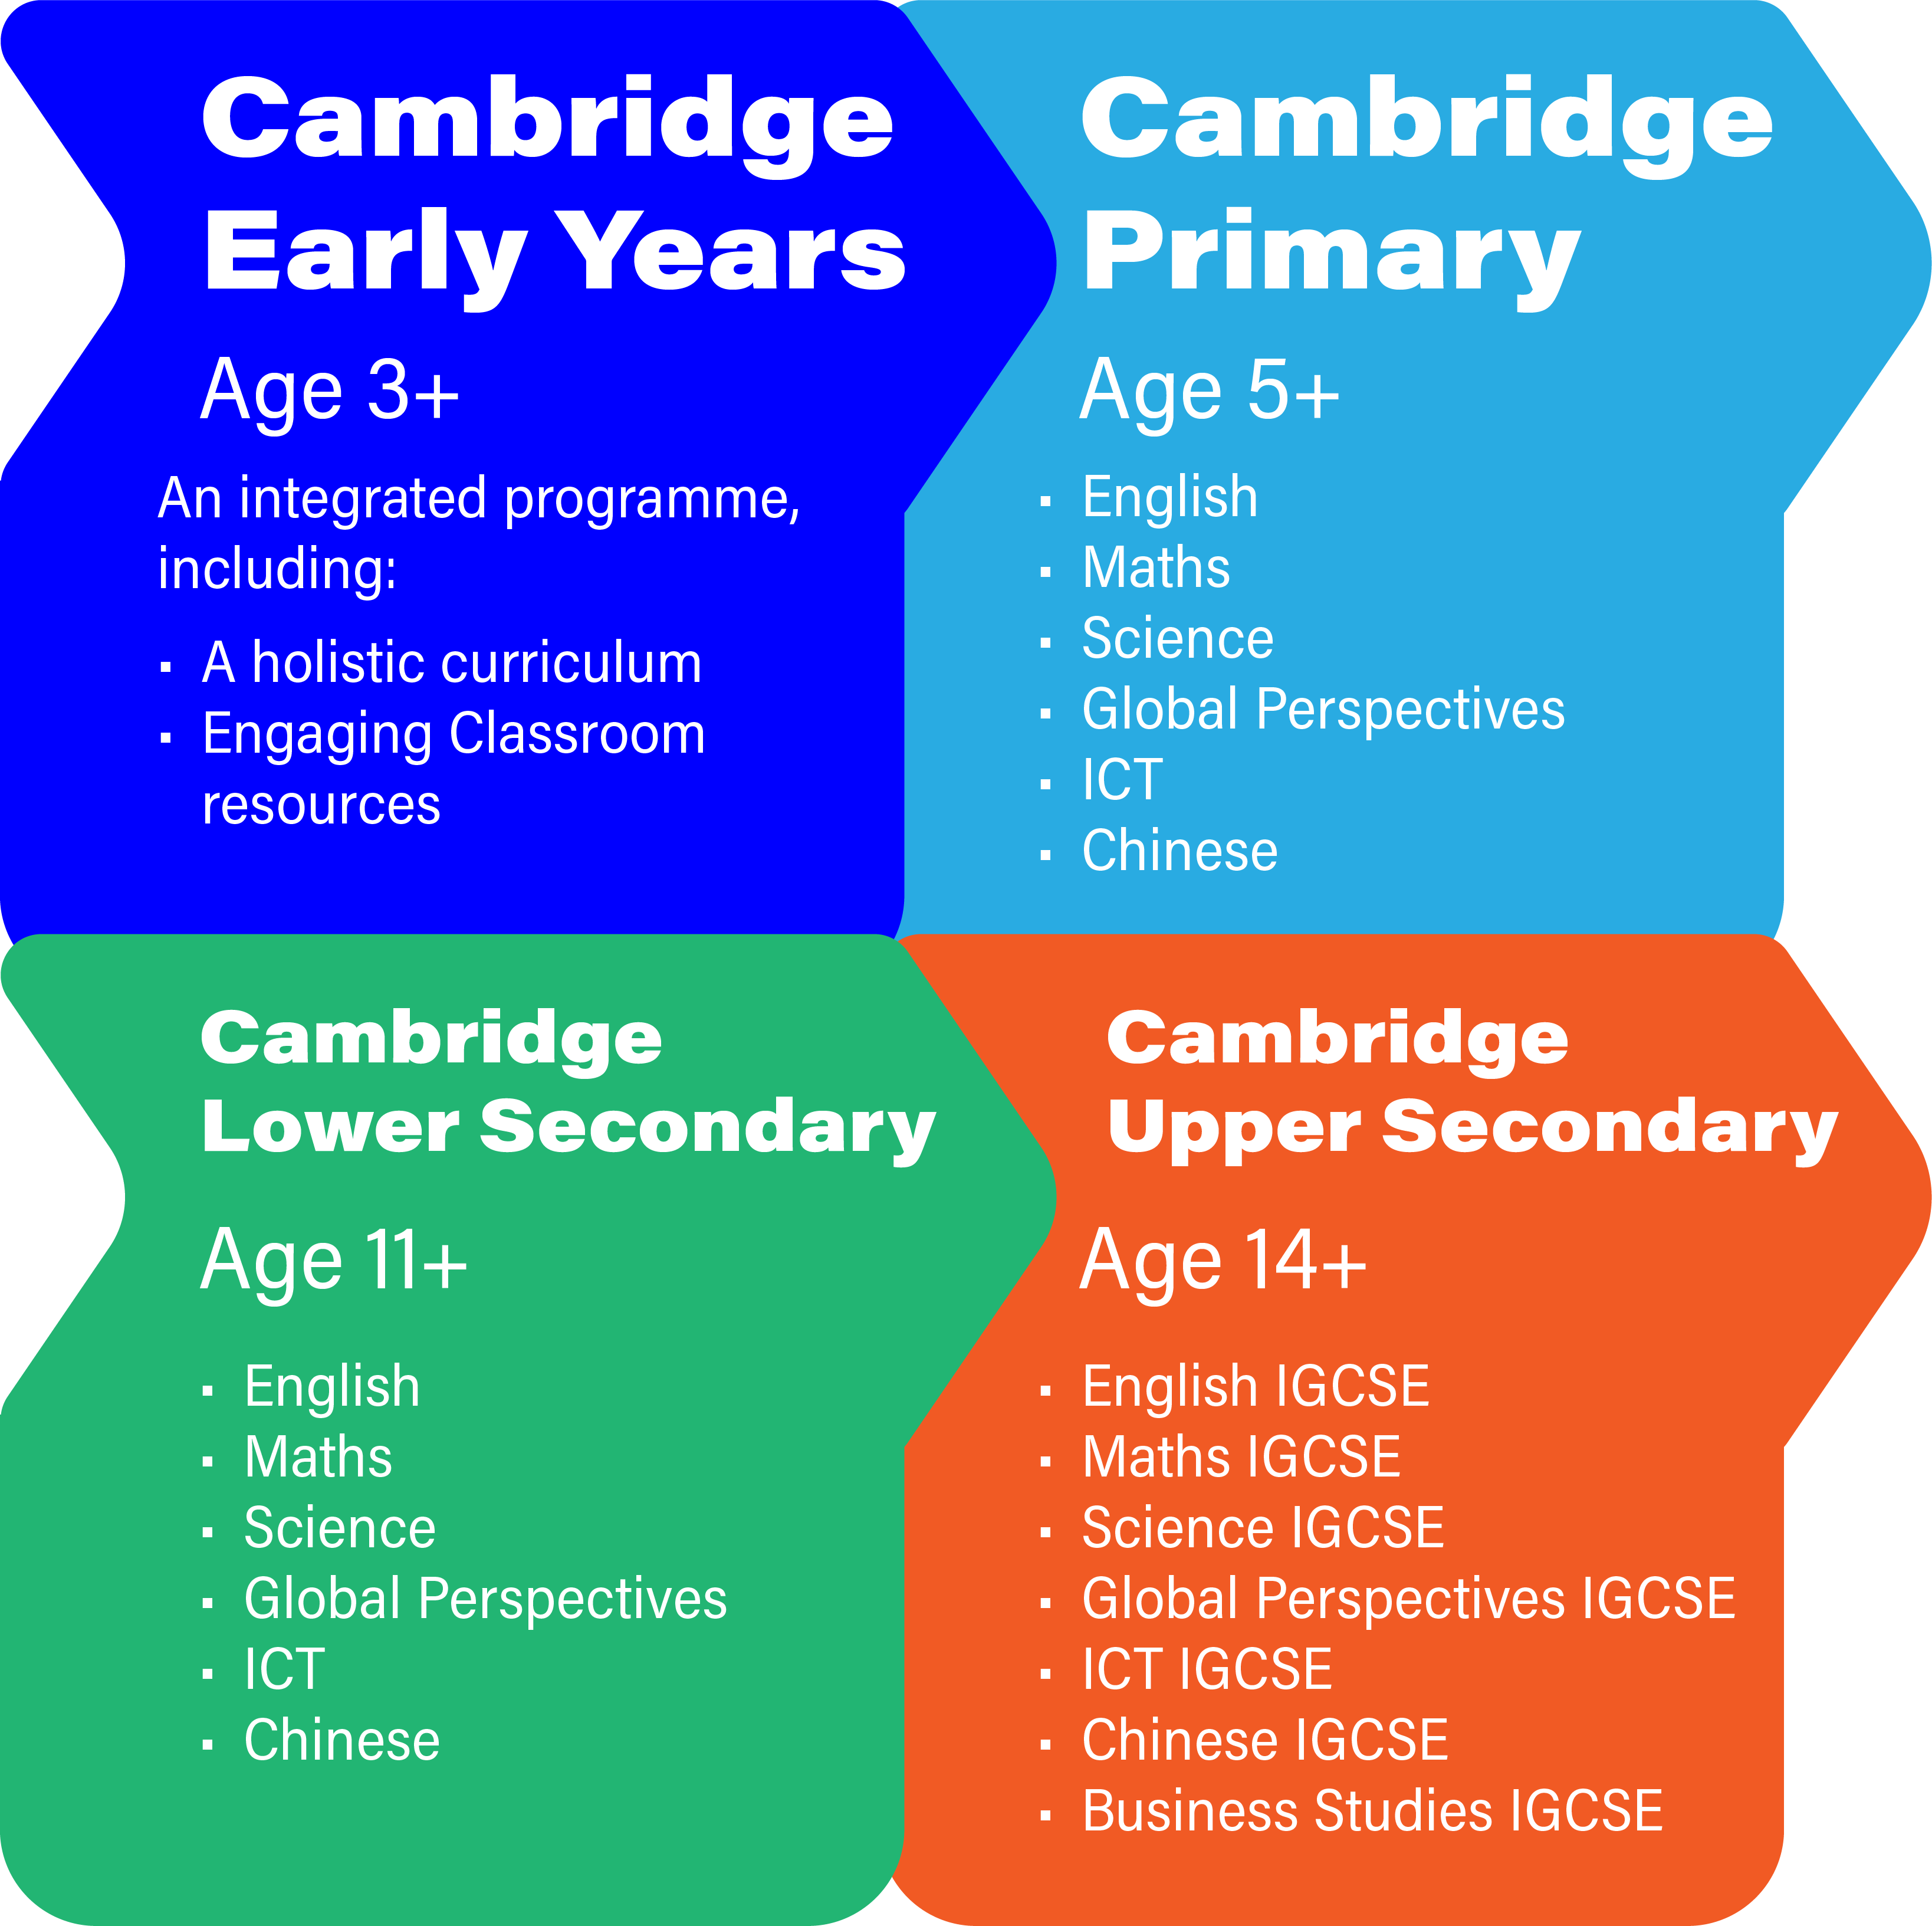 Cambridge
Early Years
Age 3+
An integrated programme,
including:
▪ A holistic curriculum
▪ Engaging Classroom
resources
Cambridge
Primary
Age 5+
▪ English
▪ Maths
▪ Science
▪ Global Perspectives
▪ ICT
▪ Chinese
Cambridge
Lower Secondary
Age 11+
▪ English
▪ Maths
▪ Science
▪ Global Perspectives
▪ ICT
▪ Chinese
Cambridge
Upper Secondary
Age 14+
▪ English IGCSE
▪ Maths IGCSE
▪ Science IGCSE
▪ Global Perspectives IGCSE
▪ ICT IGCSE
▪ Chinese IGCSE
▪ Business Studies IGCSE